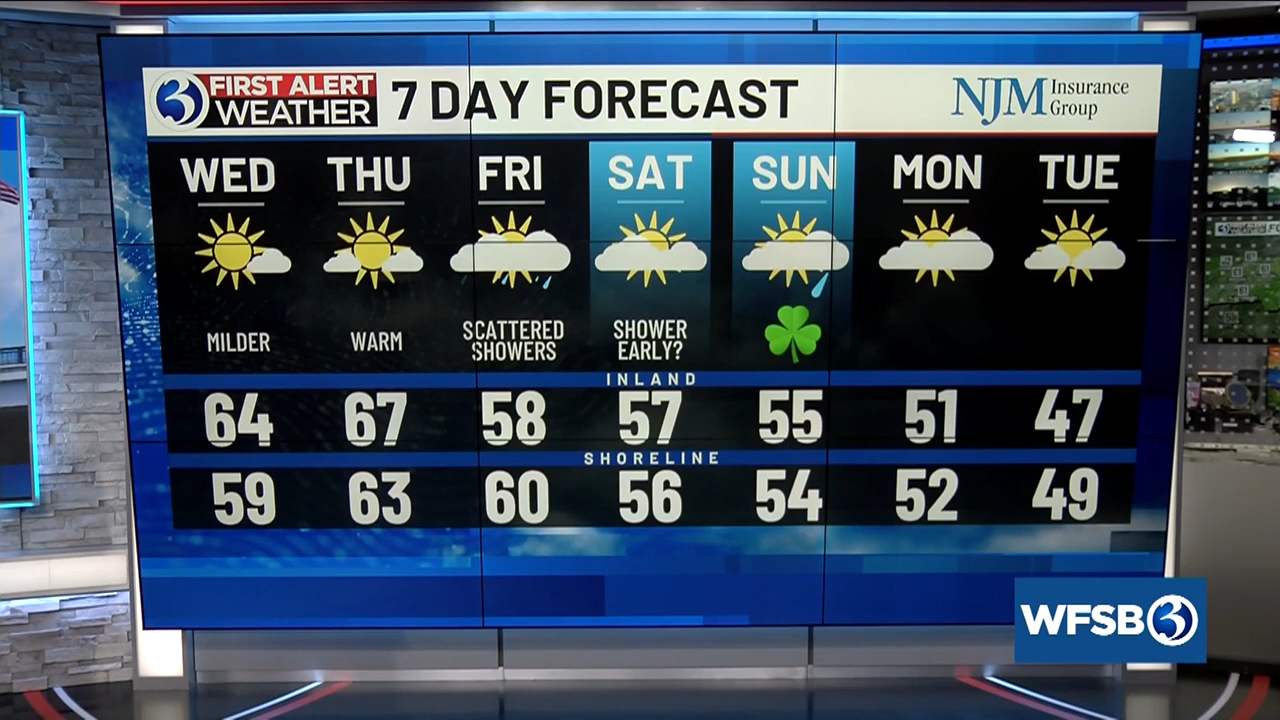 3 FIRST ALERT
WEATHER
7 DAY FORECAST
NJM Insurance
Group
WED THU FRI SAT SUN MON TUE
MILDER WARM SCATTERED SHOWER
SHOWERS EARLY?
INLAND
64 67 58 57 55 51 47
SHORELINE
59 63 60 56 54 52 49
WFSB 3